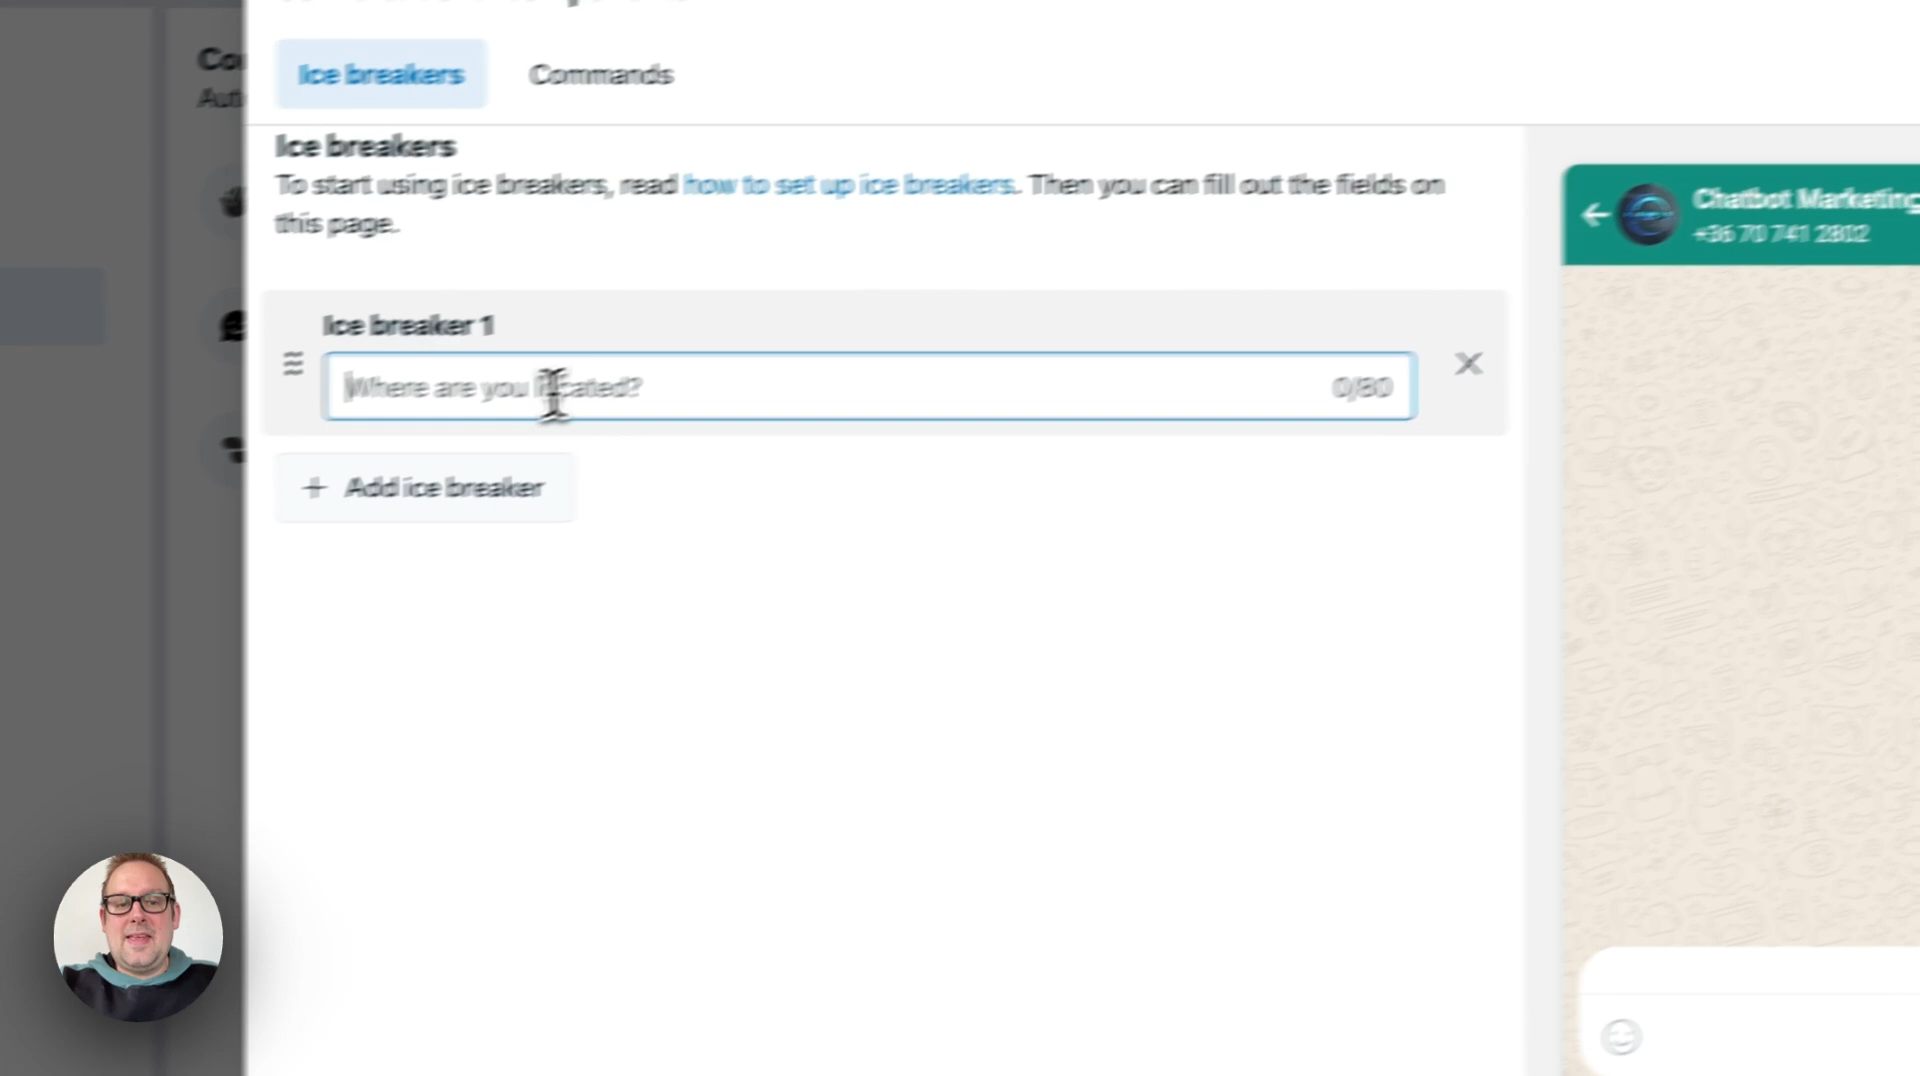 Ice breakers
Commands
Ice breakers
To start using ice breakers, read how to set up ice breakers. Then you can fill out the fields on
this page.
Ice breaker 1
Where are you located?
0/80
Add ice breaker
Chatbot Marketing
+36 70 741 2802